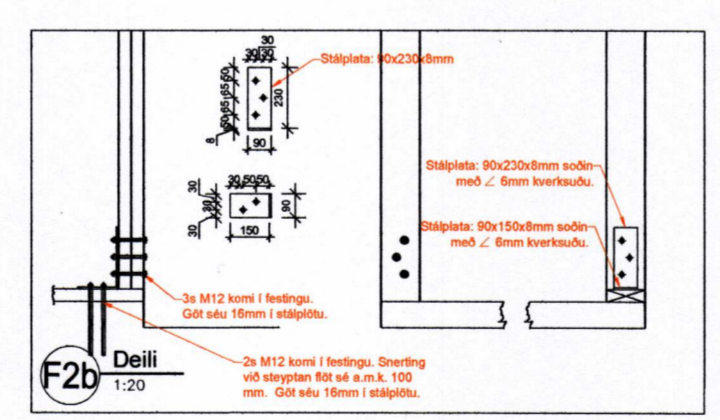 30
30 30
Stálplata: 90x230x8mm
50
65
65
50
8
230
90
30 50 50
30
30
30
90
150
Stálplata: 90x230x8mm soðin
með ∠ 6mm kverksuðu.
Stálplata: 90x150x8mm soðin
með ∠ 6mm kverksuðu.
3s M12 komi í festingu.
Göt séu 16mm í stálplötu.
2s M12 komi í festingu. Snerting
við steyptan flöt sé a.m.k. 100
mm. Göt séu 16mm í stálplötu.
F2b
Deili
1:20